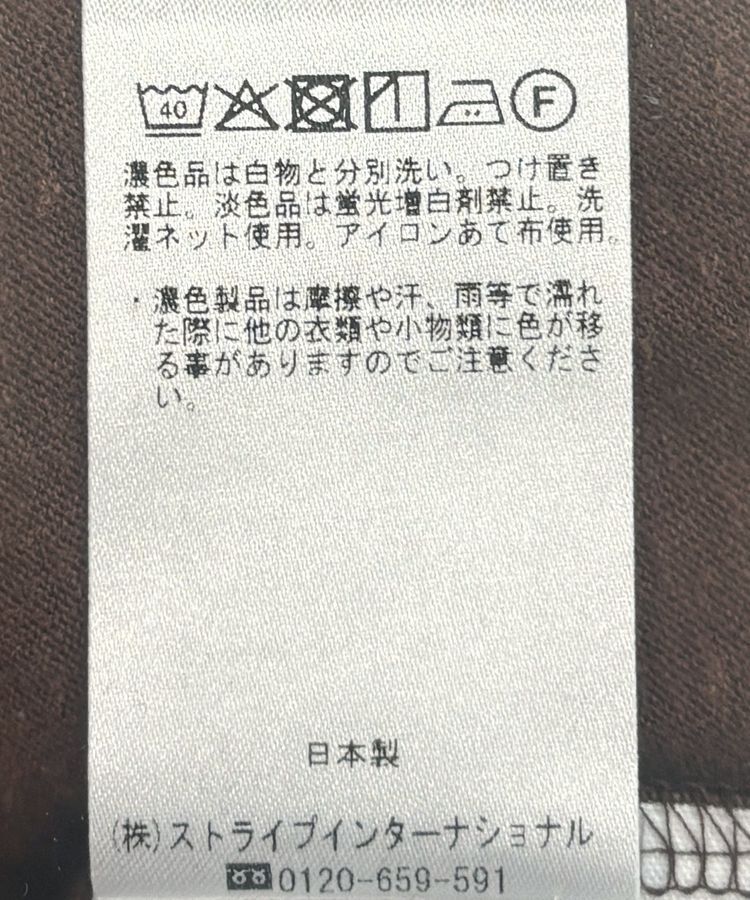 40 F
濃色品は白物と分別洗い。つけ置き
禁止。淡色品は蛍光増白剤禁止。洗
濯ネット使用。アイロンあて布使用。
・濃色製品は摩擦や汗、雨等で濡れ
た際に他の衣類や小物類に色が移
る事がありますのでご注意くださ
い。
日本製
(株)ストライプインターナショナル
0120-659-591